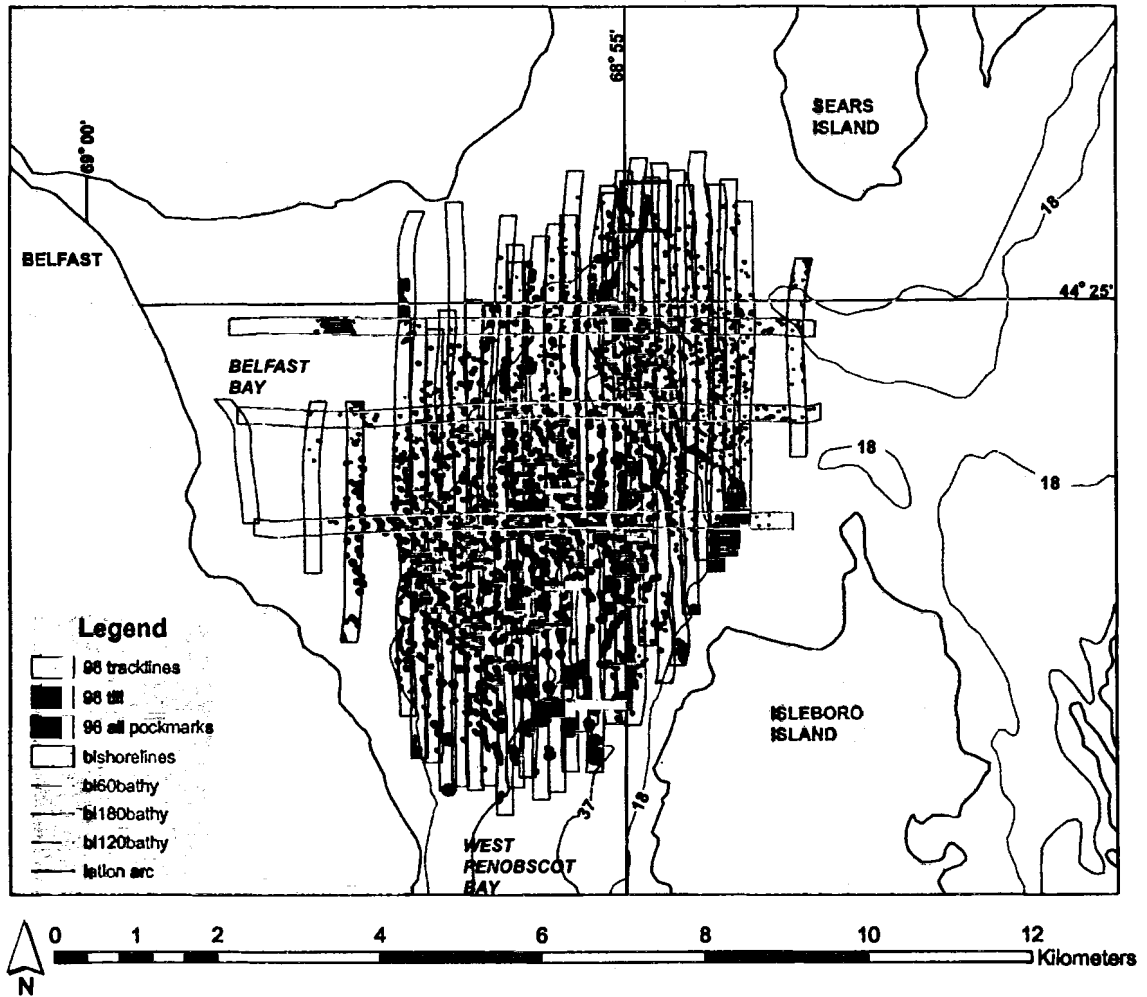 68° 55'
SEARS
ISLAND
69° 00'
18
BELFAST
44° 25'
BELFAST
BAY
18
18
Legend
98 tracklines
98 till
98 all pockmarks
blshorelines
bl60bathy
bl180bathy
bl120bathy
latlon arc
ISLEBORO
ISLAND
37
18
WEST
PENOBSCOT
BAY
0 1 2 4 6 8 10 12
Kilometers
N